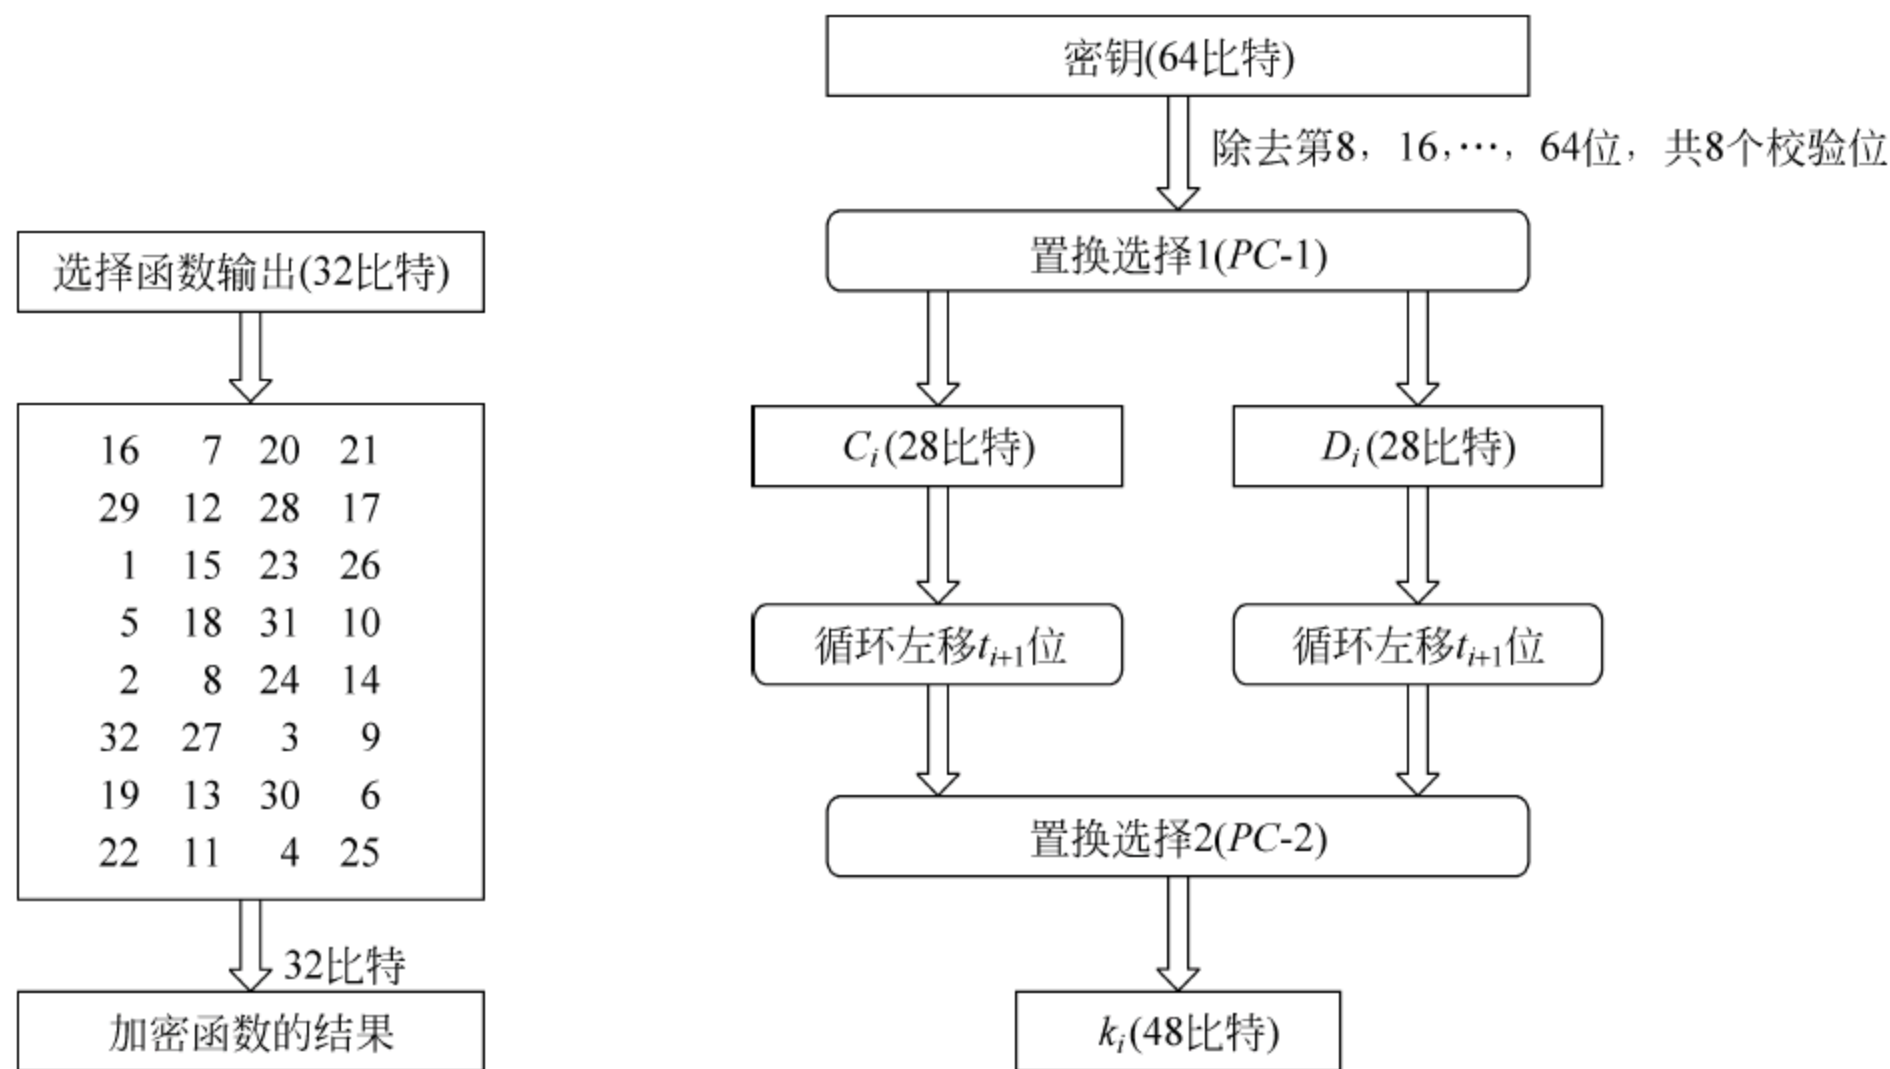 选择函数输出(32比特)
16 7 20 21
29 12 28 17
1 15 23 26
5 18 31 10
2 8 24 14
32 27 3 9
19 13 30 6
22 11 4 25
32比特
加密函数的结果
密钥(64比特)
除去第8，16,…，64位，共8个校验位
置换选择1(PC-1)
C_i(28比特)
D_i(28比特)
循环左移t_{i+1}位
循环左移t_{i+1}位
置换选择2(PC-2)
k_i(48比特)